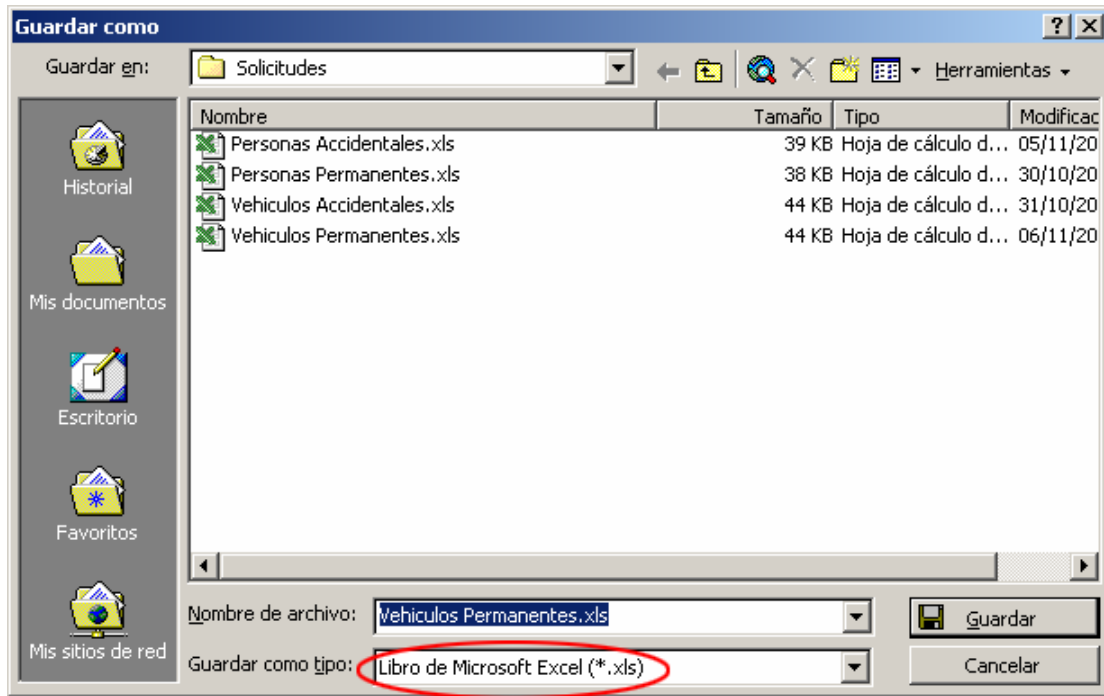 Guardar como
Guardar en:
Solicitudes
Herramientas
Nombre Tamaño Tipo Modificac
Personas Accidentales.xls 39 KB Hoja de cálculo d... 05/11/20
Personas Permanentes.xls 38 KB Hoja de cálculo d... 30/10/20
Vehiculos Accidentales.xls 44 KB Hoja de cálculo d... 31/10/20
Vehiculos Permanentes.xls 44 KB Hoja de cálculo d... 06/11/20
Historial
Mis documentos
Escritorio
Favoritos
Mis sitios de red
Nombre de archivo: Vehiculos Permanentes.xls Guardar
Guardar como tipo: Libro de Microsoft Excel (*.xls) Cancelar